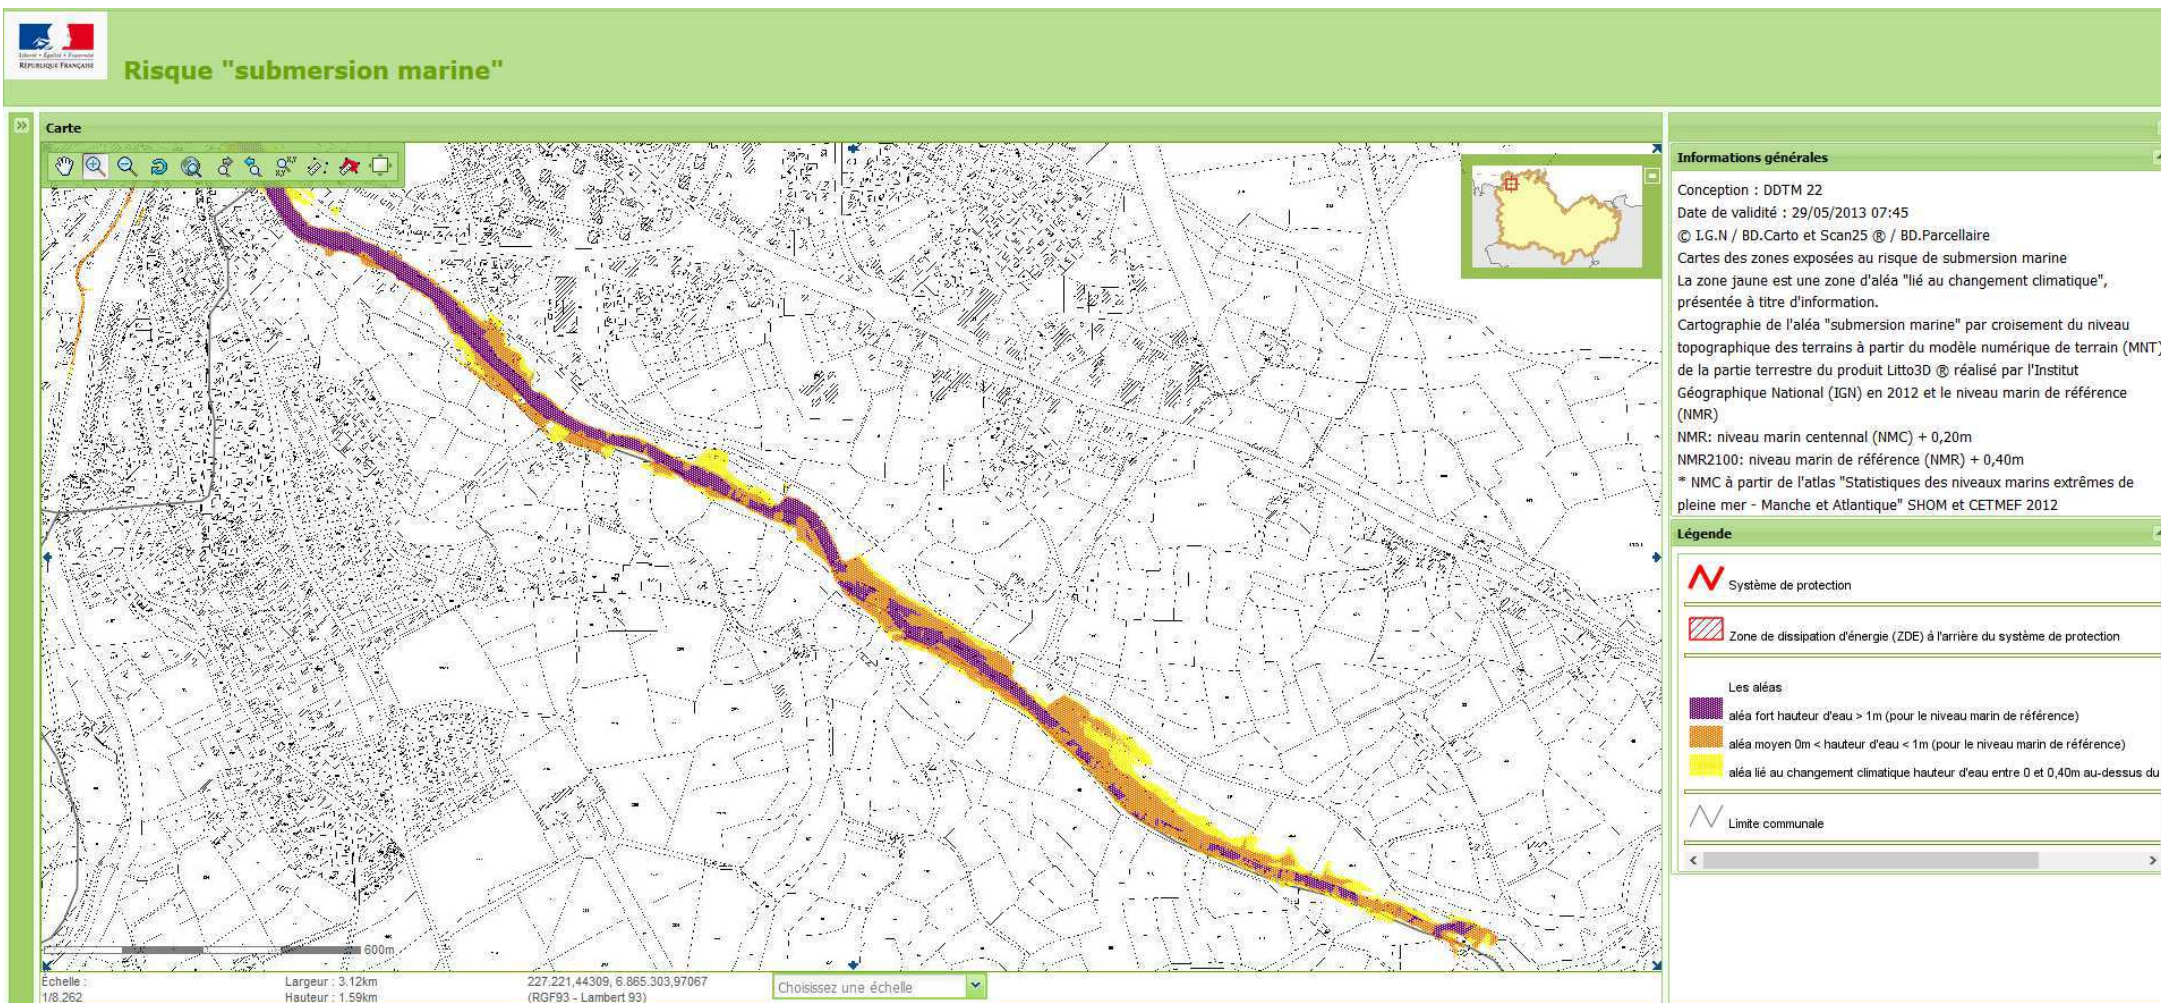 Liberté • Égalité • Fraternité
RÉPUBLIQUE FRANÇAISE
Risque "submersion marine"
Carte
Informations générales
Conception : DDTM 22
Date de validité : 29/05/2013 07:45
© I.G.N / BD.Carto et Scan25 ® / BD.Parcellaire
Cartes des zones exposées au risque de submersion marine
La zone jaune est une zone d'aléa "lié au changement climatique",
présentée à titre d'information.
Cartographie de l'aléa "submersion marine" par croisement du niveau
topographique des terrains à partir du modèle numérique de terrain (MNT)
de la partie terrestre du produit Litto3D ® réalisé par l'Institut
Géographique National (IGN) en 2012 et le niveau marin de référence
(NMR)
NMR: niveau marin centennal (NMC) + 0,20m
NMR2100: niveau marin de référence (NMR) + 0,40m
* NMC à partir de l'atlas "Statistiques des niveaux marins extrêmes de
pleine mer - Manche et Atlantique" SHOM et CETMEF 2012
Légende
Système de protection
Zone de dissipation d'énergie (ZDE) á l'arrière du système de protection
Les aléas
aléa fort hauteur d'eau > 1m (pour le niveau marin de référence)
aléa moyen 0m < hauteur d'eau < 1m (pour le niveau marin de référence)
aléa lié au changement climatique hauteur d'eau entre 0 et 0,40m au-dessus du
Limite communale
600m
Échelle :
1/8.262
Largeur : 3.12km
Hauteur : 1.59km
227.221,44309, 6.865.303,97067
(RGF93 - Lambert 93)
Choisissez une échelle